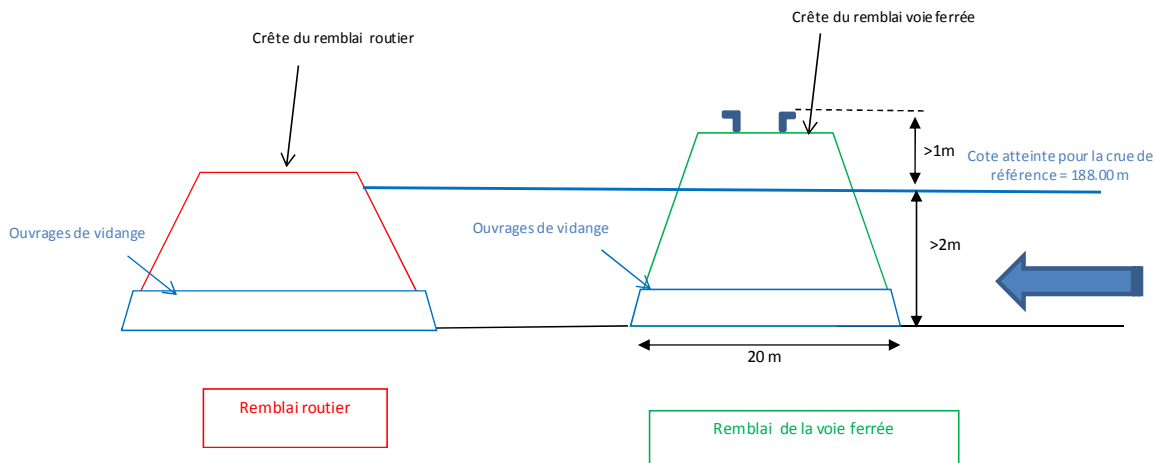 Crête du remblai voie ferrée
Crête du remblai routier
>1m
Cote atteinte pour la crue de
référence = 188.00 m
Ouvrages de vidange
Ouvrages de vidange
>2m
20 m
Remblai routier
Remblai de la voie ferrée